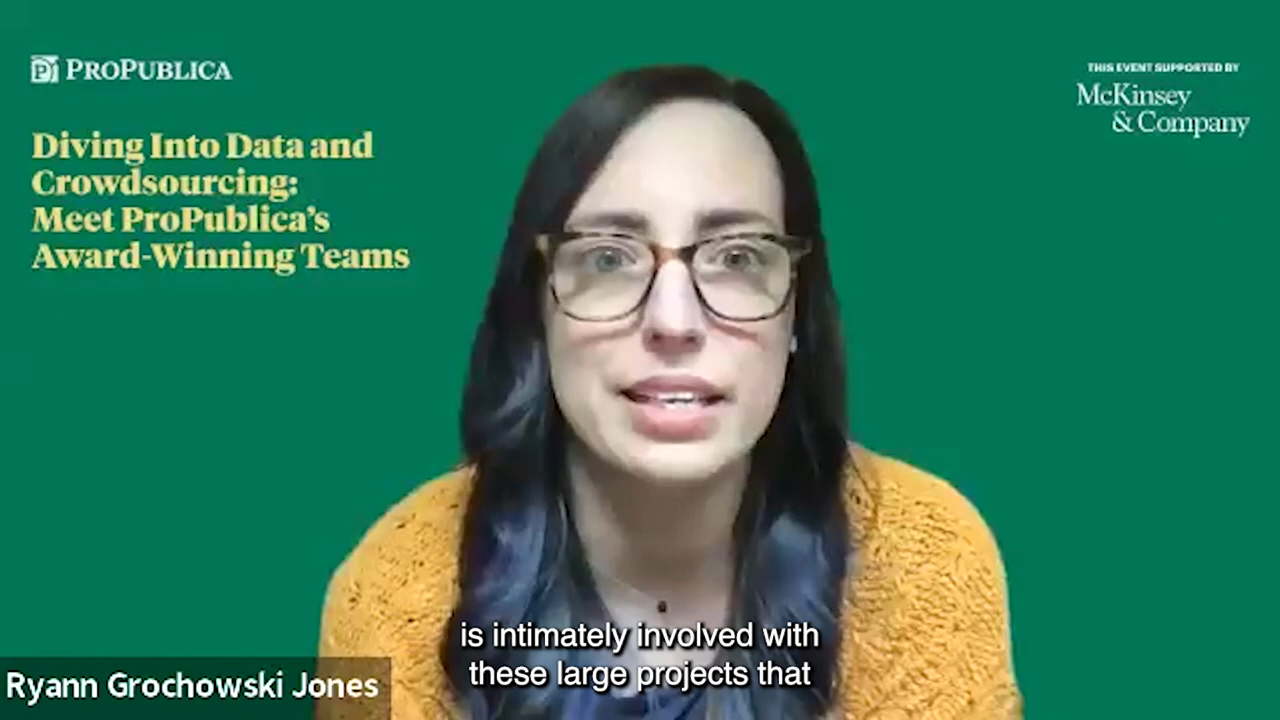 PROPUBLICA
THIS EVENT SUPPORTED BY
McKinsey
& Company
Diving Into Data and
Crowdsourcing:
Meet ProPublica's
Award-Winning Teams
is intimately involved with
these large projects that
Ryann Grochowski Jones